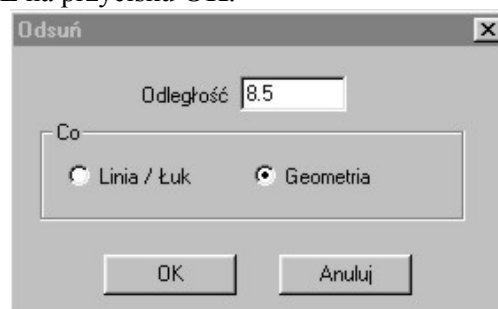 na przycisku OK.
Odsuń
Odległość 8.5
Co
Linia / Łuk Geometria
OK Anuluj